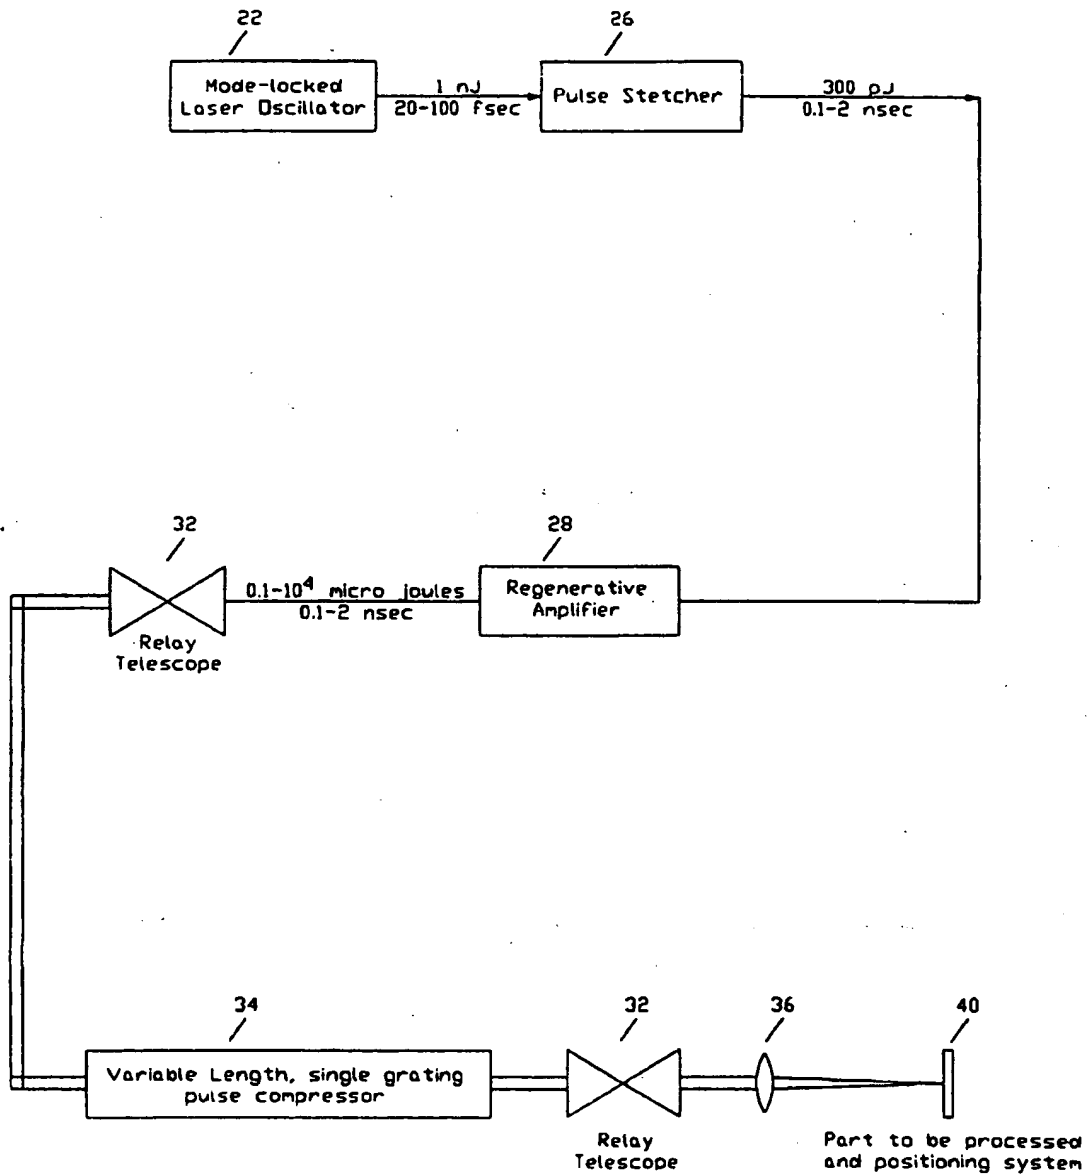 22
26
Mode-locked
Laser Oscillator
1 nJ
20-100 fsec
Pulse Stetcher
300 pJ
0.1-2 nsec
32
28
0.1-10⁴ micro joules
0.1-2 nsec
Regenerative
Amplifier
Relay
Telescope
34
32
36
40
Variable Length, single grating
pulse compressor
Relay
Telescope
Part to be processed
and positioning system